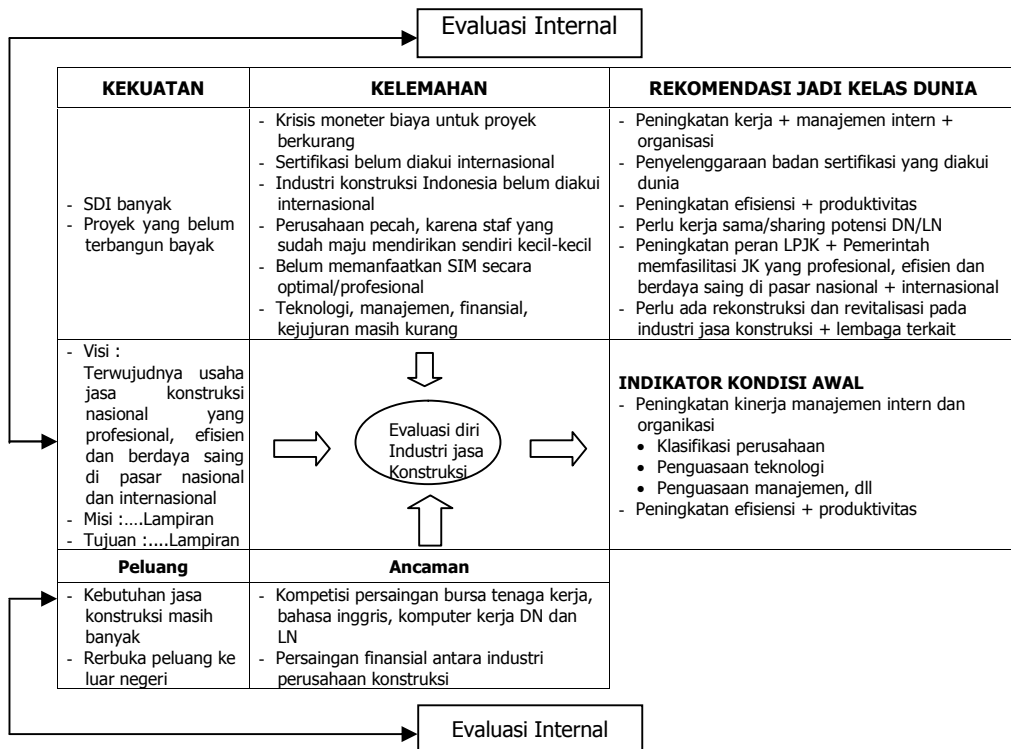 Evaluasi Internal
KEKUATAN
KELEMAHAN
REKOMENDASI JADI KELAS DUNIA
- SDI banyak
- Proyek yang belum
terbangun bayak
- Krisis moneter biaya untuk proyek
berkurang
- Sertifikasi belum diakui internasional
- Industri konstruksi Indonesia belum diakui
internasional
- Perusahaan pecah, karena staf yang
sudah maju mendirikan sendiri kecil-kecil
- Belum memanfaatkan SIM secara
optimal/profesional
- Teknologi, manajemen, finansial,
kejujuran masih kurang
- Peningkatan kerja + manajemen intern +
organisasi
- Penyelenggaraan badan sertifikasi yang diakui
dunia
- Peningkatan efisiensi + produktivitas
- Perlu kerja sama/sharing potensi DN/LN
- Peningkatan peran LPJK + Pemerintah
memfasilitasi JK yang profesional, efisien dan
berdaya saing di pasar nasional + internasional
- Perlu ada rekonstruksi dan revitalisasi pada
industri jasa konstruksi + lembaga terkait
- Visi :
Terwujudnya usaha
jasa konstruksi
nasional yang
profesional, efisien
dan berdaya saing
di pasar nasional
dan internasional
- Misi :....Lampiran
- Tujuan :....Lampiran
Evaluasi diri
Industri jasa
Konstruksi
INDIKATOR KONDISI AWAL
- Peningkatan kinerja manajemen intern dan
organikasi
• Klasifikasi perusahaan
• Penguasaan teknologi
• Penguasaan manajemen, dll
- Peningkatan efisiensi + produktivitas
Peluang
Ancaman
- Kebutuhan jasa
konstruksi masih
banyak
- Rerbuka peluang ke
luar negeri
- Kompetisi persaingan bursa tenaga kerja,
bahasa inggris, komputer kerja DN dan
LN
- Persaingan finansial antara industri
perusahaan konstruksi
Evaluasi Internal